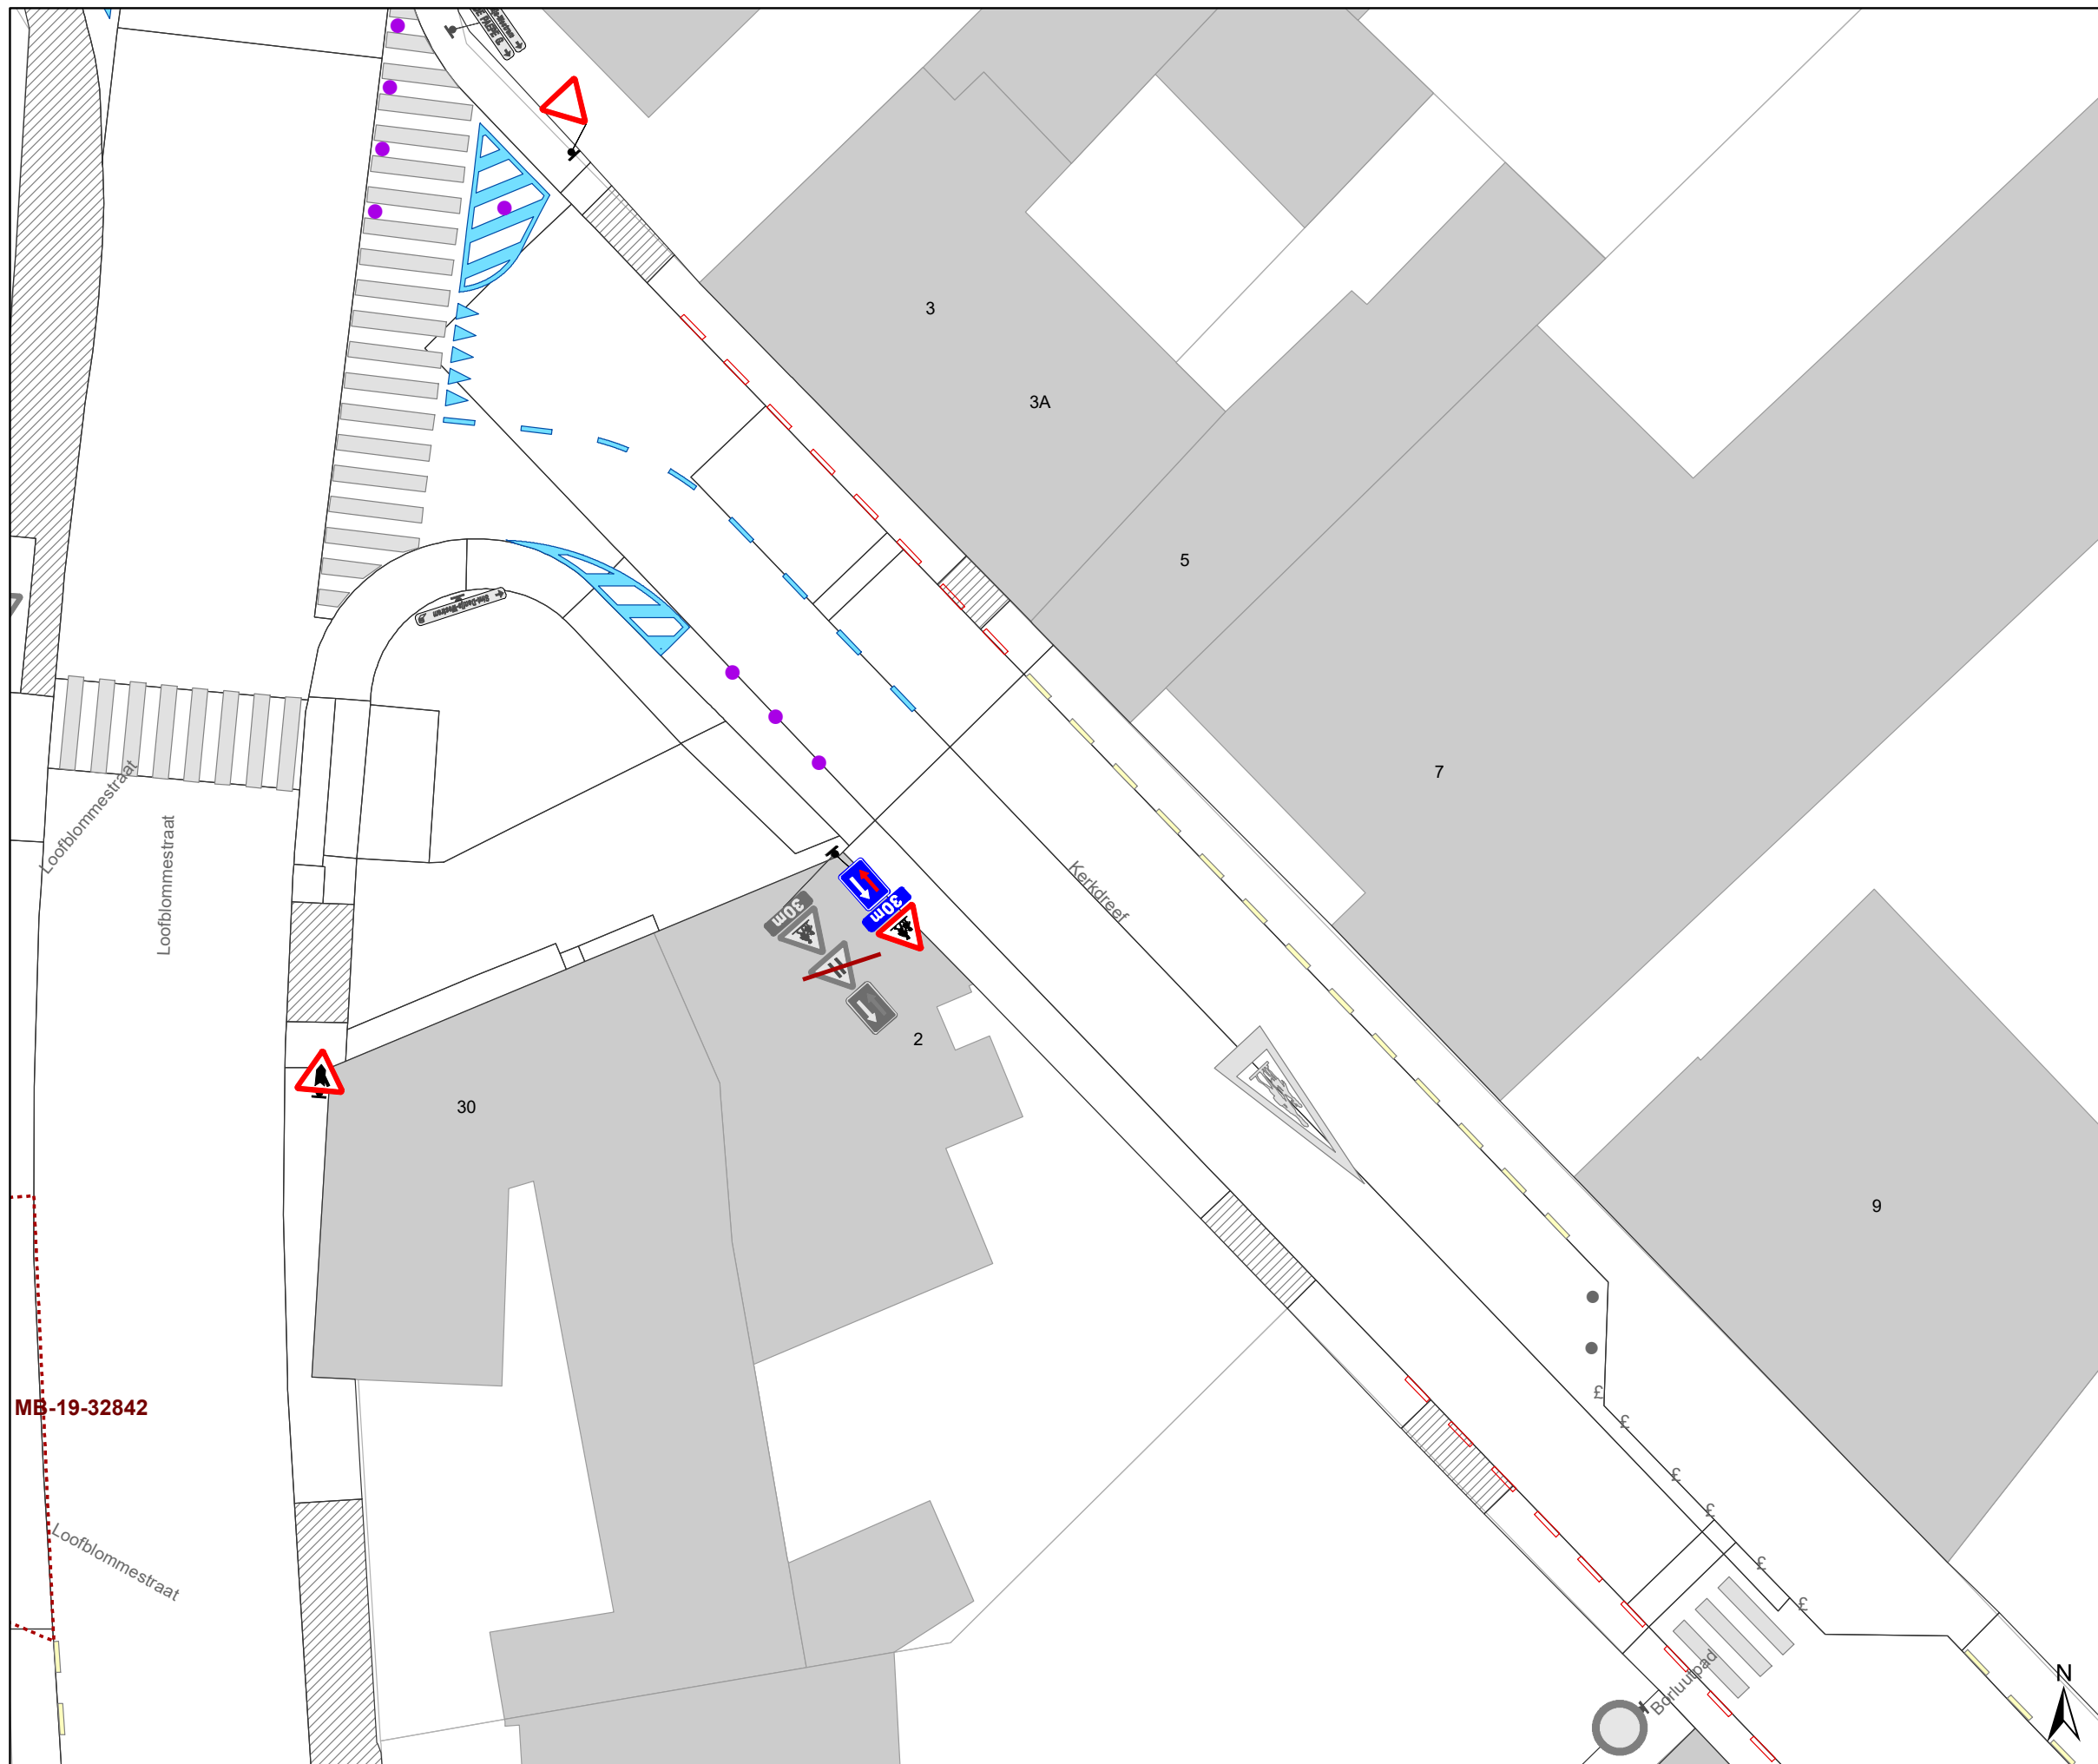 3
3A
5
7
Loofblommestraat
Loofblommestraat
Kerkdreef
30m
30m
2
30
9
MB-19-32842
Loofblommestraat
£
£
£
£
£
£
Borluutpad
N